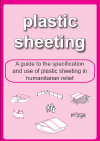 plastic
sheeting
A guide to the specification
and use of plastic sheeting in
humanitarian relief